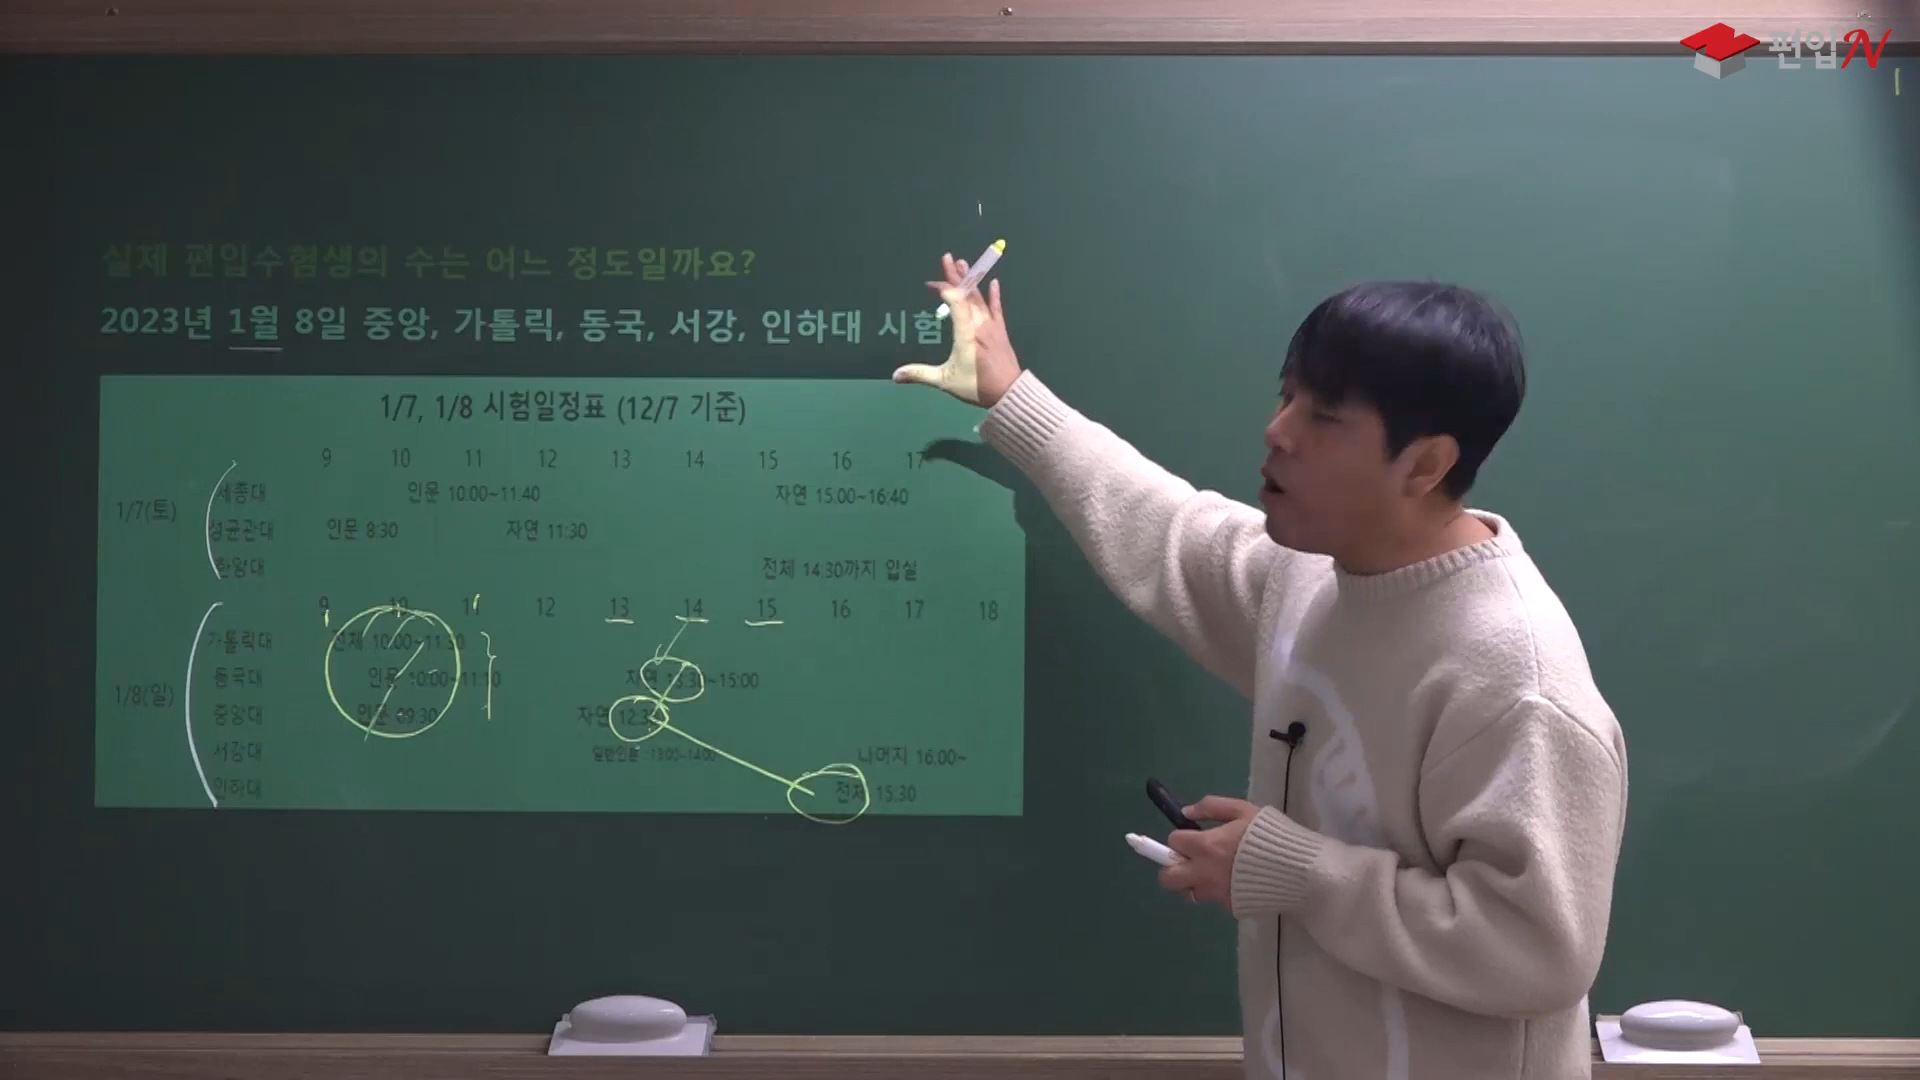 편입N
실제 편입수험생의 수는 어느 정도일까요?
2023년 1월 8일 중앙, 가톨릭, 동국, 서강, 인하대 시험
1/7, 1/8 시험일정표 (12/7 기준)
9 10 11 12 13 14 15 16 17
1/7(토) 세종대 인문 10:00~11:40 자연 15:00~16:40
성균관대 인문 8:30 자연 11:30
한양대 전체 14:30까지 입실
9 10 11 12 13 14 15 16 17 18
가톨릭대 전체 10:00~11:30
1/8(일) 동국대 인문 10:00~11:10 자연 13:30~15:00
중앙대 인문 09:30 자연
서강대 일반인문 13:00~14:00 나머지 16:00~
인하대 전체 15:30